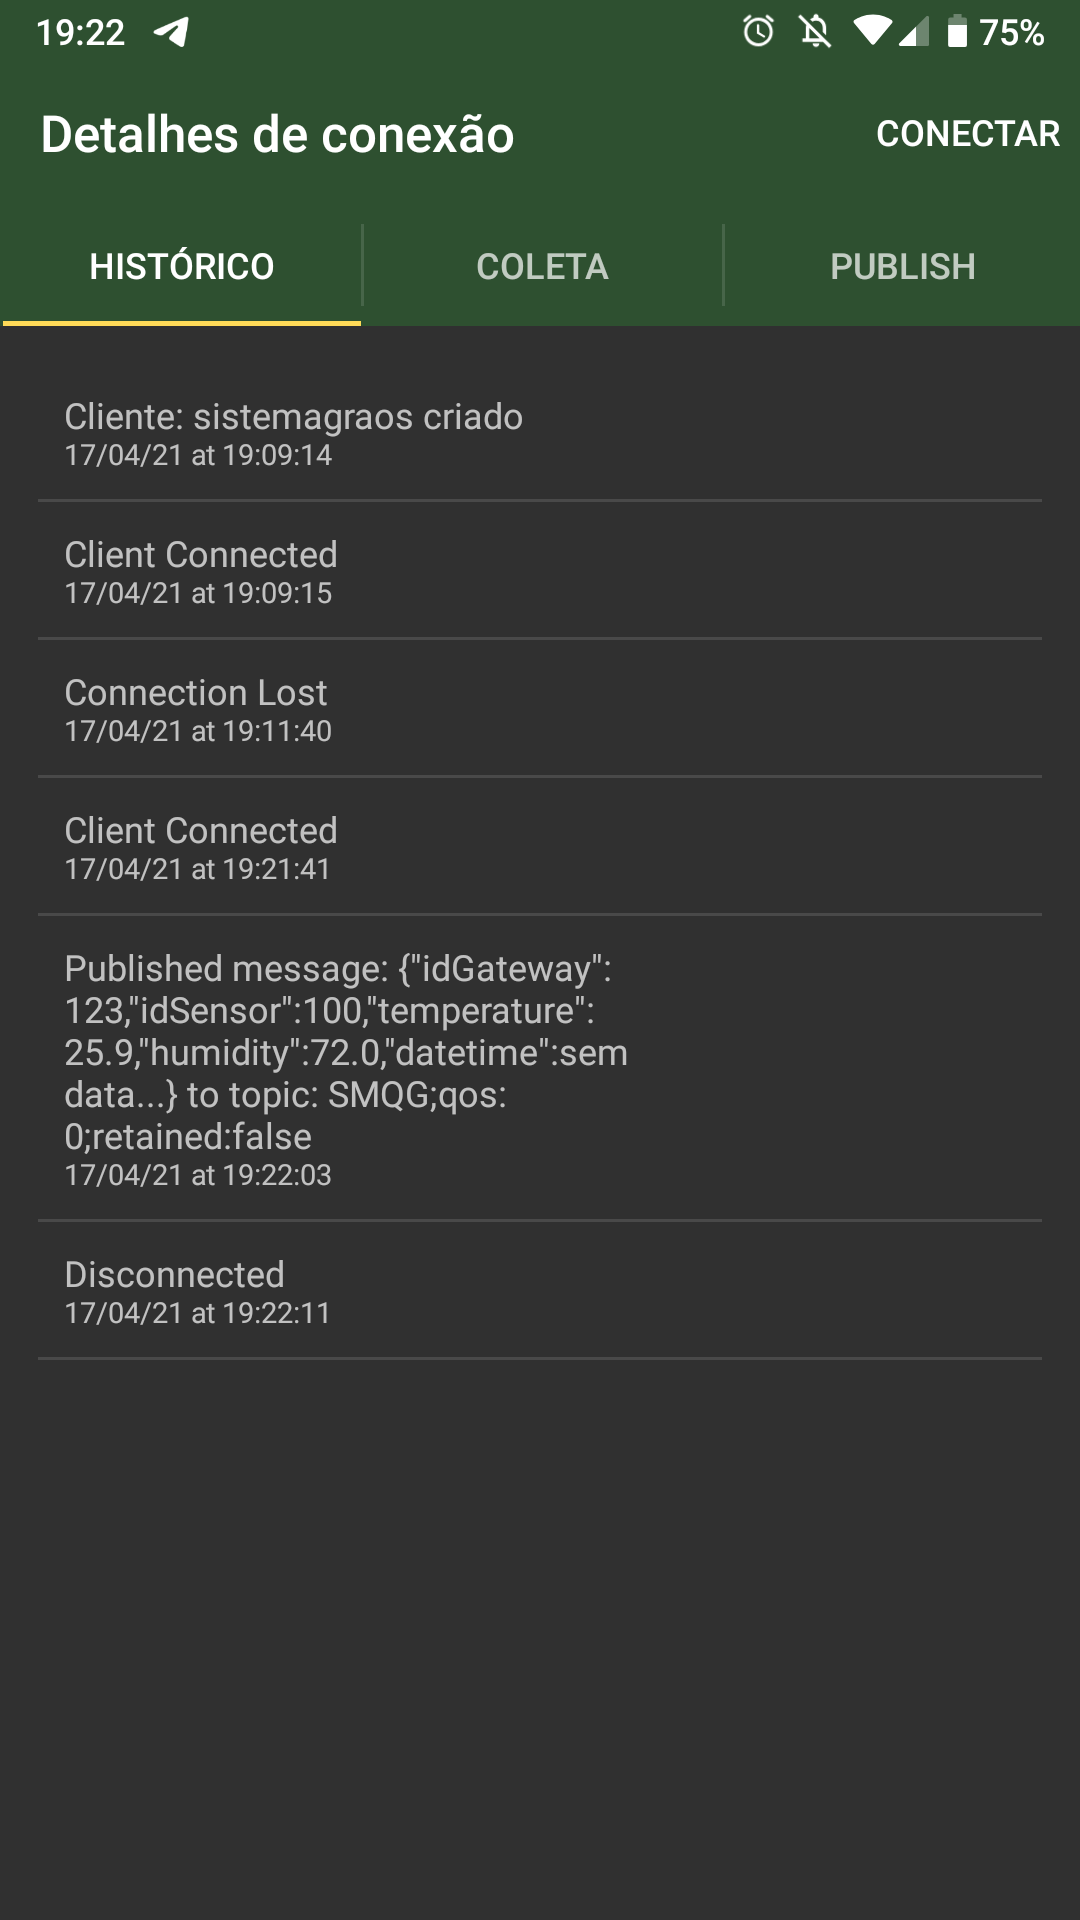 19:22
75%
Detalhes de conexão
CONECTAR
HISTÓRICO
COLETA
PUBLISH
Cliente: sistemagraos criado
17/04/21 at 19:09:14
Client Connected
17/04/21 at 19:09:15
Connection Lost
17/04/21 at 19:11:40
Client Connected
17/04/21 at 19:21:41
Published message: {"idGateway":
123,"idSensor":100,"temperature":
25.9,"humidity":72.0,"datetime":sem
data...} to topic: SMQG;qos:
0;retained:false
17/04/21 at 19:22:03
Disconnected
17/04/21 at 19:22:11